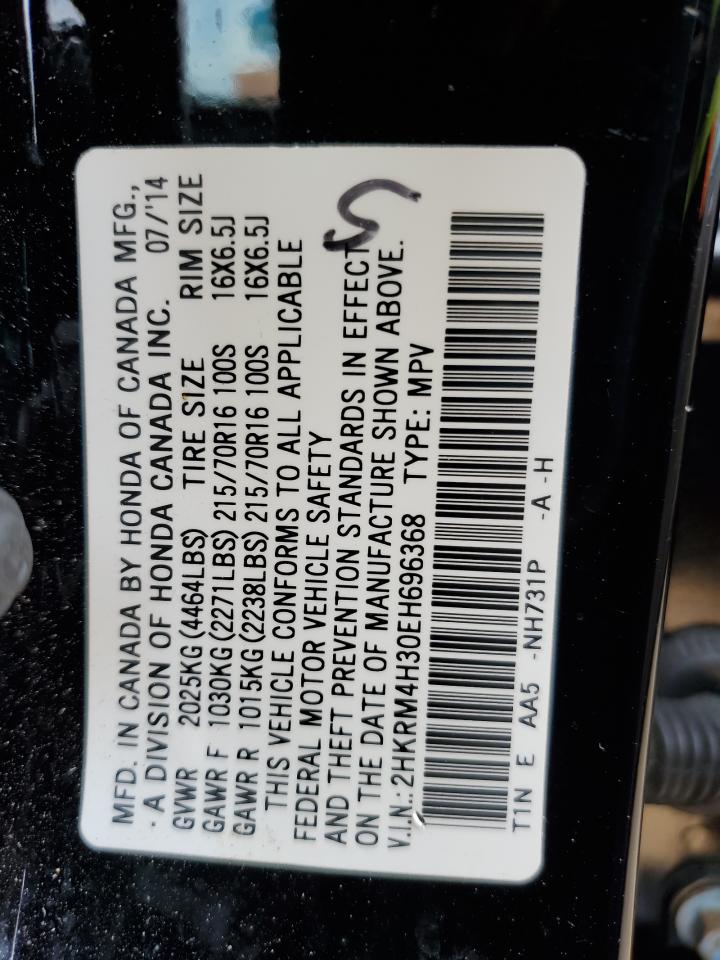 MFD. IN CANADA BY HONDA OF CANADA MFG.,
· A DIVISION OF HONDA CANADA INC. 07/'14
GVWR 2025KG(4464LBS) TIRE SIZE RIM SIZE
GAWR F 1030KG(2271LBS) 215/70R16 100S 16X6.5J
GAWR R 1015KG(2238LBS) 215/70R16 100S 16X6.5J
THIS VEHICLE CONFORMS TO ALL APPLICABLE
FEDERAL MOTOR VEHICLE SAFETY
AND THEFT PREVENTION STANDARDS IN EFFECT
ON THE DATE OF MANUFACTURE SHOWN ABOVE.
V.I.N.: 2HKRM4H30EH696368 TYPE: MPV
T1N E AA5 -NH731P -A -H